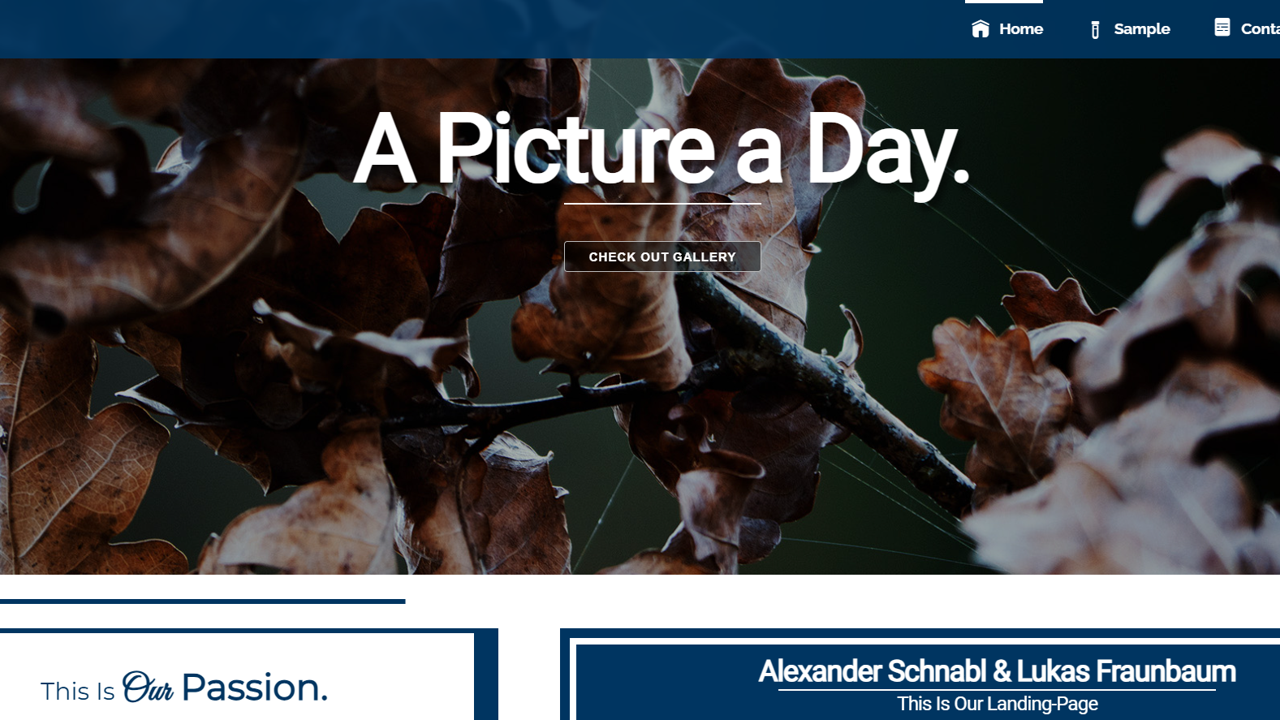 Home Sample Conta
A Picture a Day.
CHECK OUT GALLERY
This Is Our Passion.
Alexander Schnabl & Lukas Fraunbaum
This Is Our Landing-Page